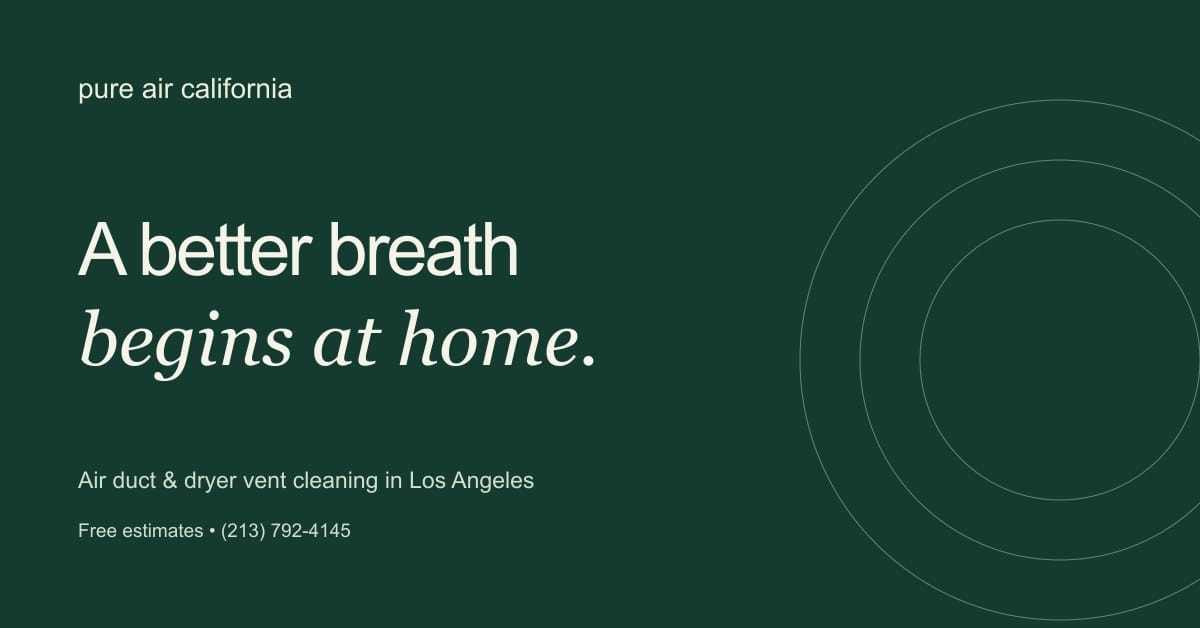 pure air california
A better breath
begins at home.
Air duct & dryer vent cleaning in Los Angeles
Free estimates • (213) 792-4145